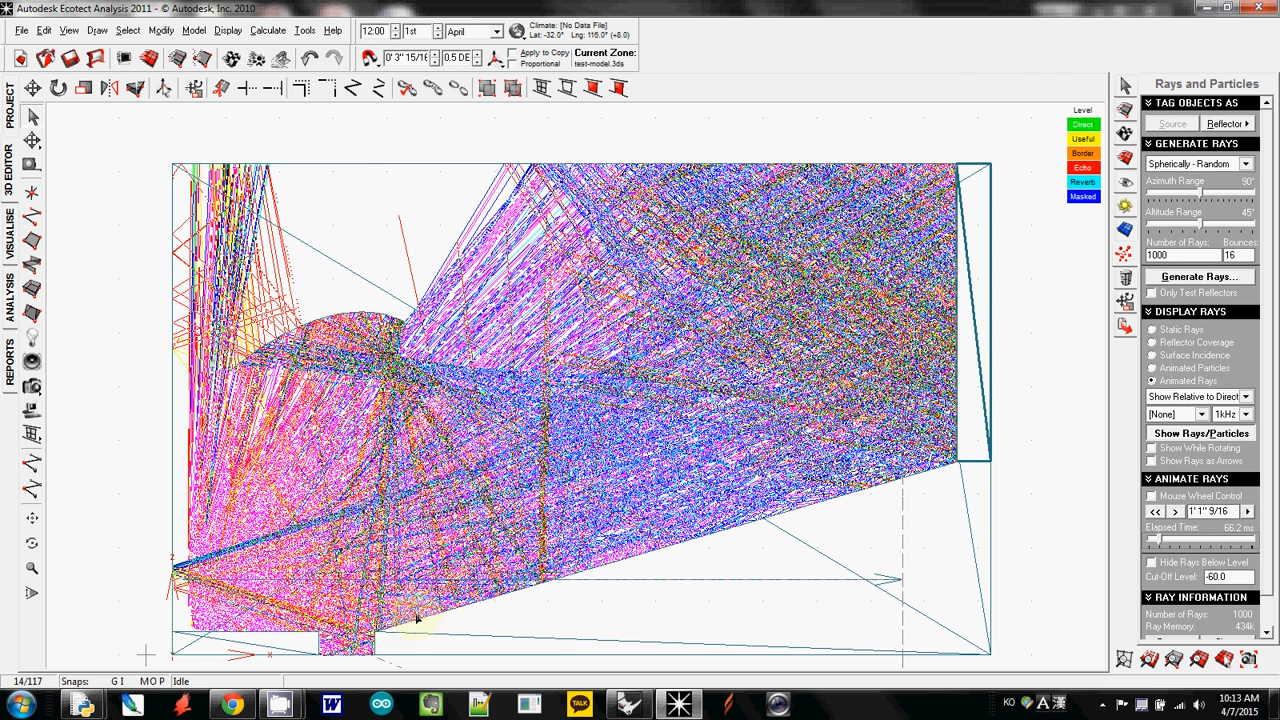 Autodesk Ecotect Analysis 2011 - © Autodesk, Inc. 2010
File Edit View Draw Select Modify Model Display Calculate Tools Help
12:00 1st April
Climate: [No Data File]
Lat: -32.0° Lng: 116.0° (+8.0)
0' 3" 15/16 0.5 DE
Apply to Copy
Proportional
Current Zone:
test-model.3ds
PROJECT
3D EDITOR
VISUALISE
ANALYSIS
REPORTS
Level
Direct
Useful
Border
Echo
Reverb
Masked
z
x
Rays and Particles
TAG OBJECTS AS
Source Reflector
GENERATE RAYS
Spherically - Random
Azimuth Range 90°
Altitude Range 45°
Number of Rays: Bounces:
1000 16
Generate Rays...
Only Test Reflectors
DISPLAY RAYS
Static Rays
Reflector Coverage
Surface Incidence
Animated Particles
Animated Rays
Show Relative to Direct
[None] 1kHz
Show Rays/Particles
Show While Rotating
Show Rays as Arrows
ANIMATE RAYS
Mouse Wheel Control
<< > 1' 1" 9/16
Elapsed Time: 66.2 ms
Hide Rays Below Level
Cut-Off Level: -60.0
RAY INFORMATION
Number of Rays: 1000
Ray Memory: 434k
14/117 Snaps: G I M O P Idle
W
TALK
KO A 漢
10:13 AM
4/7/2015